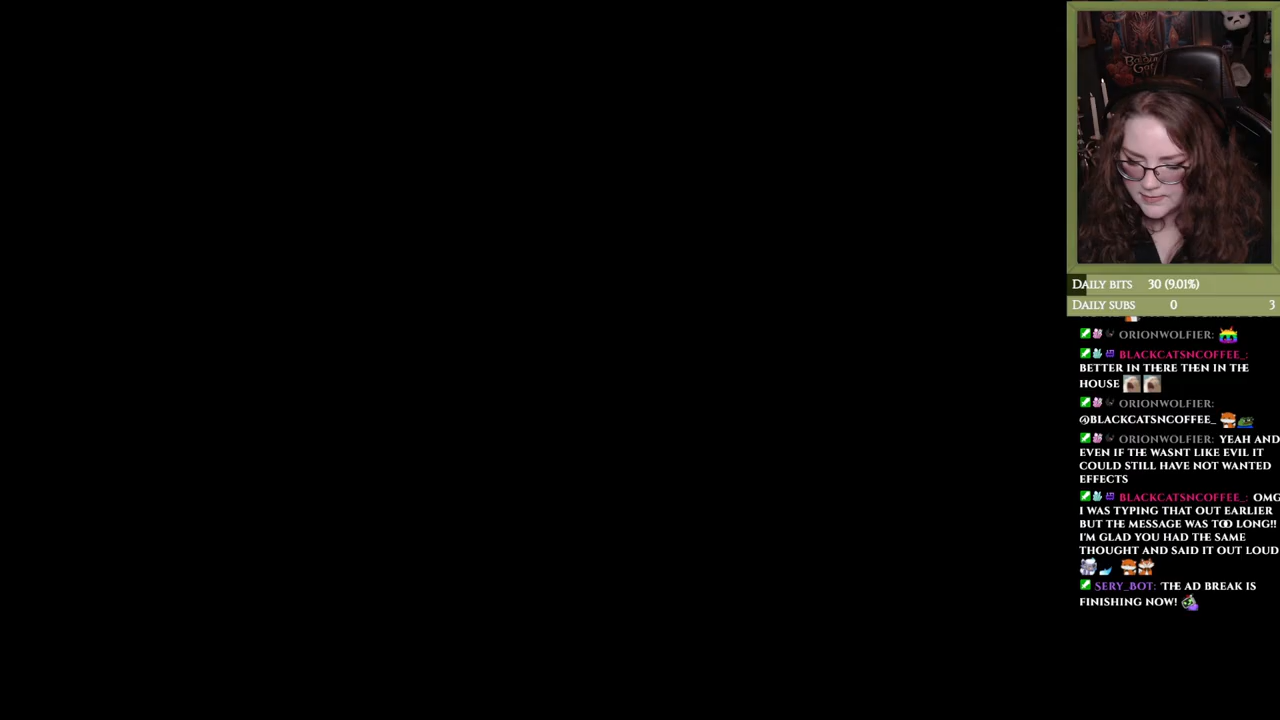 Baldur's
Gate
DAILY BITS 30 (9.01%)
DAILY SUBS 0 3
ORIONWOLFIER:
BLACKCATSNCOFFEE_:
BETTER IN THERE THEN IN THE
HOUSE
ORIONWOLFIER:
@BLACKCATSNCOFFEE_
ORIONWOLFIER: YEAH AND
EVEN IF THE WASNT LIKE EVIL IT
COULD STILL HAVE NOT WANTED
EFFECTS
BLACKCATSNCOFFEE_: OMG
I WAS TYPING THAT OUT EARLIER
BUT THE MESSAGE WAS TOO LONG!!
I'M GLAD YOU HAD THE SAME
THOUGHT AND SAID IT OUT LOUD
SERY_BOT: THE AD BREAK IS
FINISHING NOW!